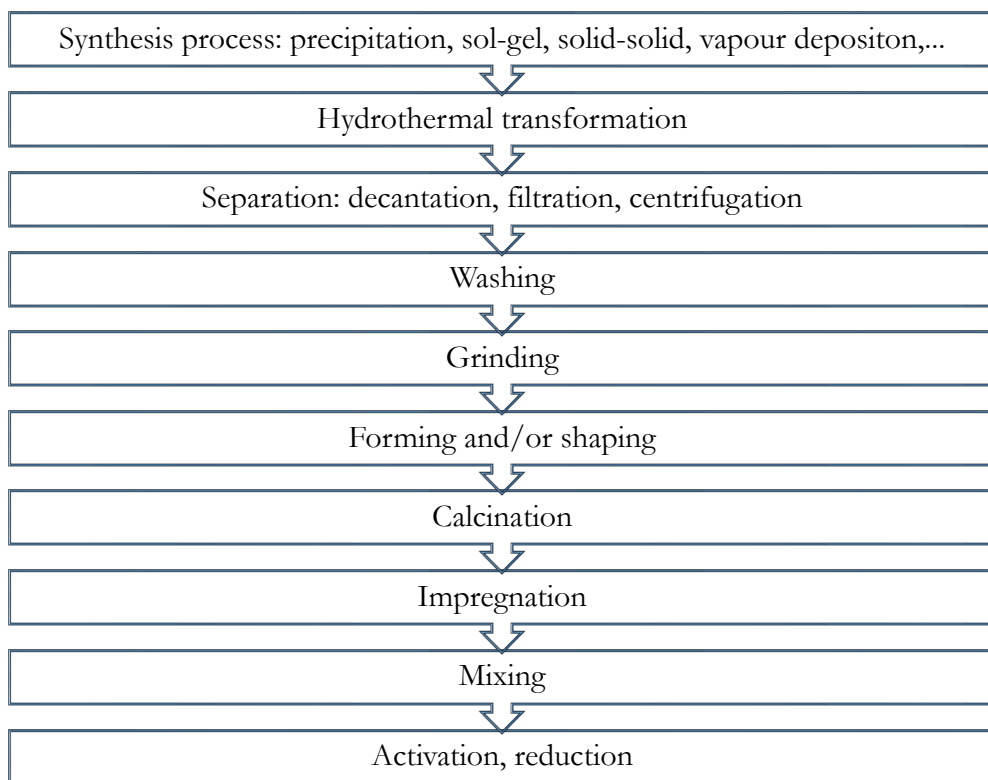 Synthesis process: precipitation, sol-gel, solid-solid, vapour depositon,...
Hydrothermal transformation
Separation: decantation, filtration, centrifugation
Washing
Grinding
Forming and/or shaping
Calcination
Impregnation
Mixing
Activation, reduction